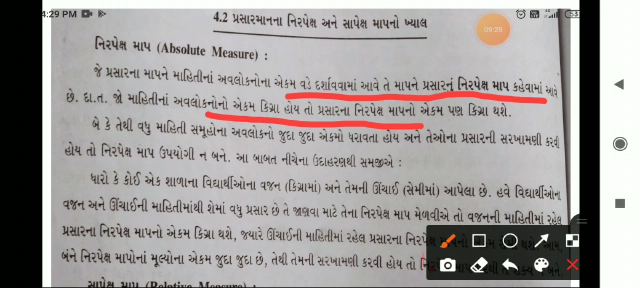 4:29 PM
09:29
4.2 પ્રસારમાનના નિરપેક્ષ અને સાપેક્ષ માપનો ખ્યાલ
નિરપેક્ષ માપ (Absolute Measure) :
જે પ્રસારના માપને માહિતીનાં અવલોકનોના એકમ વડે દર્શાવવામાં આવે તે માપને પ્રસારનું નિરપેક્ષ માપ કહેવામાં આવે
છે. દા.ત. જો માહિતીનાં અવલોકનોનો એકમ કિગ્રા હોય તો પ્રસારના નિરપેક્ષ માપનો એકમ પણ કિગ્રા થશે.
બે કે તેથી વધુ માહિતી સમૂહોના અવલોકનો જુદા જુદા એકમો ધરાવતા હોય અને તેઓના પ્રસારની સરખામણી કરવી
હોય તો નિરપેક્ષ માપ ઉપયોગી ન બને. આ બાબત નીચેના ઉદાહરણથી સમજીએ :
ધારો કે કોઈ એક શાળાના વિદ્યાર્થીઓના વજન (કિગ્રામાં) અને તેમની ઊંચાઈ (સેમીમાં) આપેલા છે. હવે વિદ્યાર્થીઓના
વજન અને ઊંચાઈની માહિતીમાંથી શેમાં વધુ પ્રસાર છે તે જાણવા માટે તેના નિરપેક્ષ માપ મેળવીએ તો વજનની માહિતીમાં રહેલ
પ્રસારના નિરપેક્ષ માપનો એકમ કિગ્રા થશે, જ્યારે ઊંચાઈની માહિતીમાં રહેલ પ્રસારના નિરપેક્ષ
બંને નિરપેક્ષ માપોનાં મૂલ્યોના એકમ જુદા જુદા છે, તેથી તેમની સરખામણી કરવી હોય તો
સાપેક્ષ માપ (Relative Measure) :